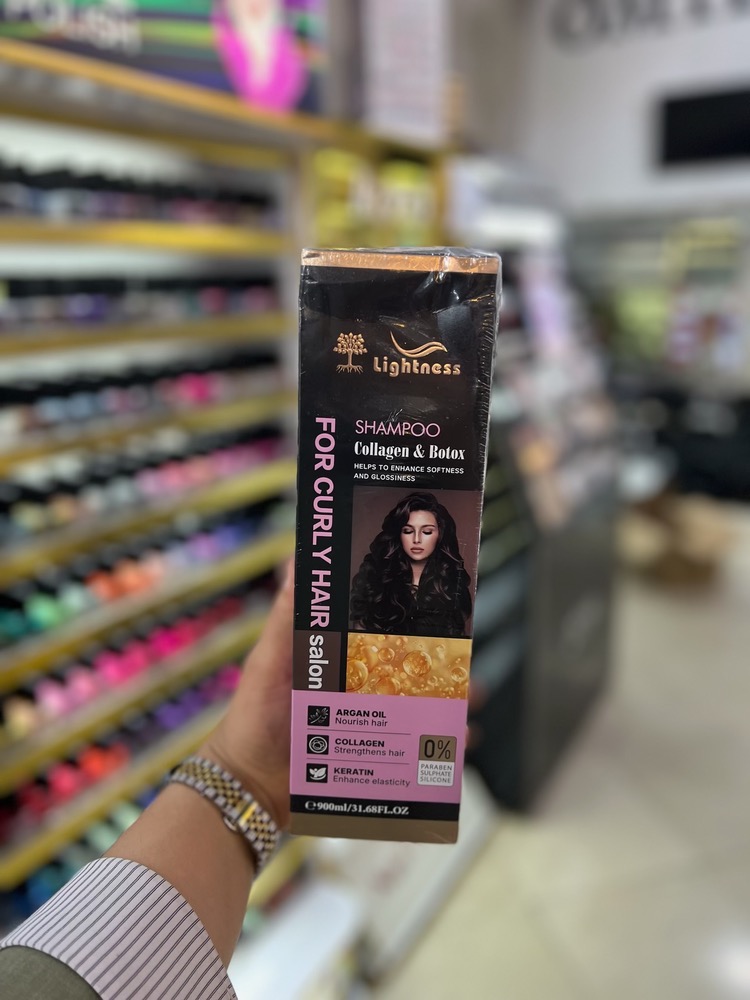 POLISH
Lightness
SHAMPOO
Collagen & Botox
HELPS TO ENHANCE SOFTNESS
AND GLOSSINESS
FOR CURLY HAIR salon
ARGAN OIL
Nourish hair
COLLAGEN
Strengthens hair
KERATIN
Enhance elasticity
0%
PARABEN
SULPHATE
SILICONE
℮900ml/31.68FL.OZ